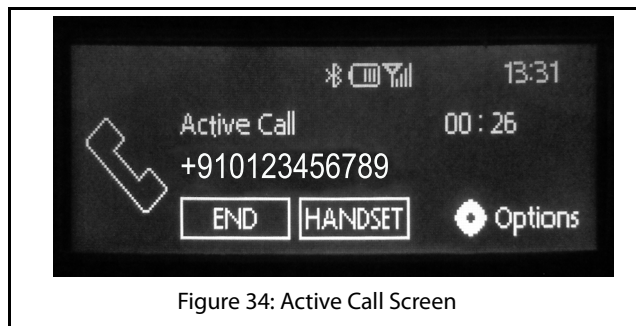 13:31
Active Call 00 : 26
+910123456789
END HANDSET Options
Figure 34: Active Call Screen